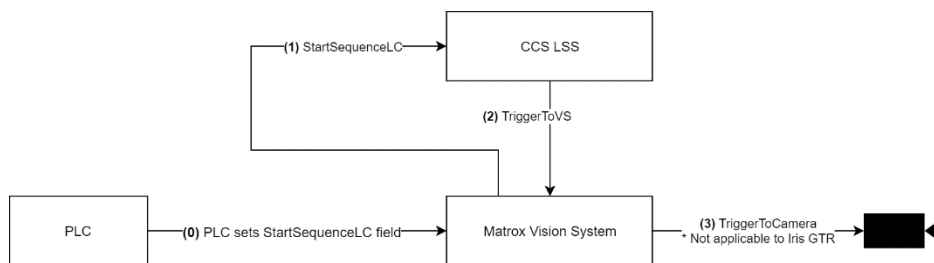 (1) StartSequenceLC
CCS LSS
(2) TriggerToVS
PLC
(0) PLC sets StartSequenceLC field
Matrox Vision System
(3) TriggerToCamera
* Not applicable to Iris GTR